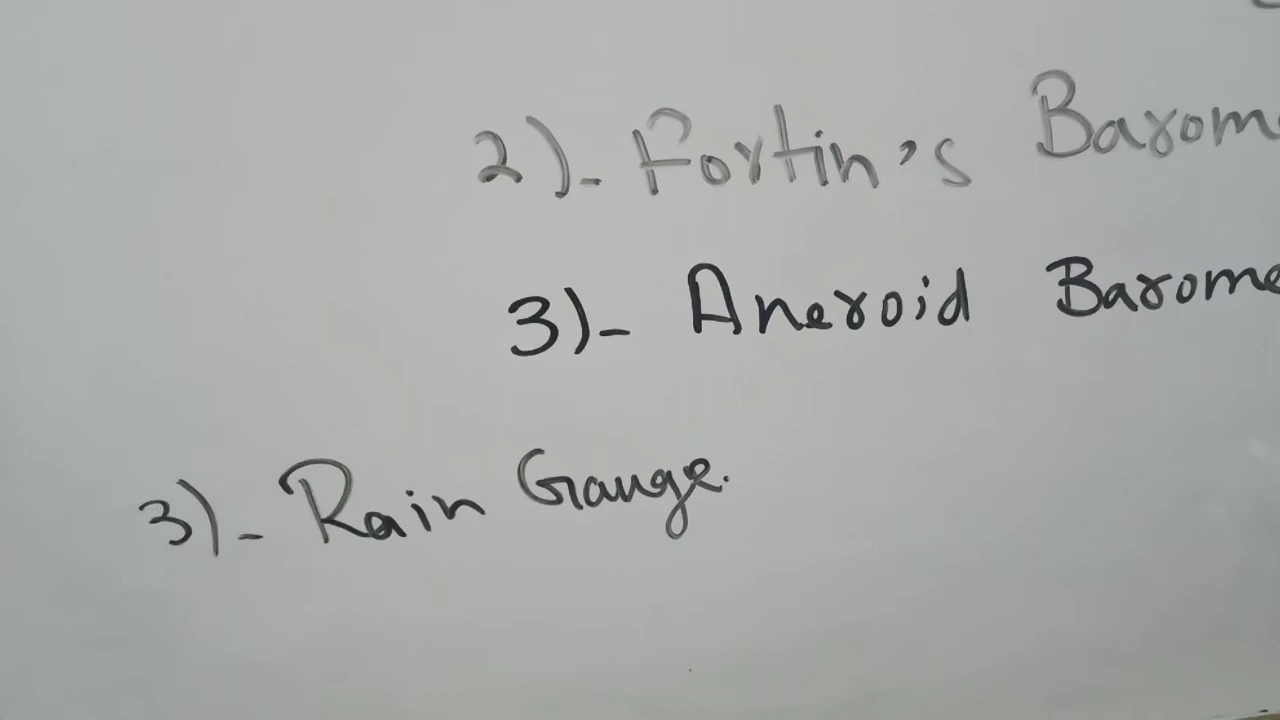 2)- Fortin's Barom
3)- Aneroid Barome
3)- Rain Gauge.